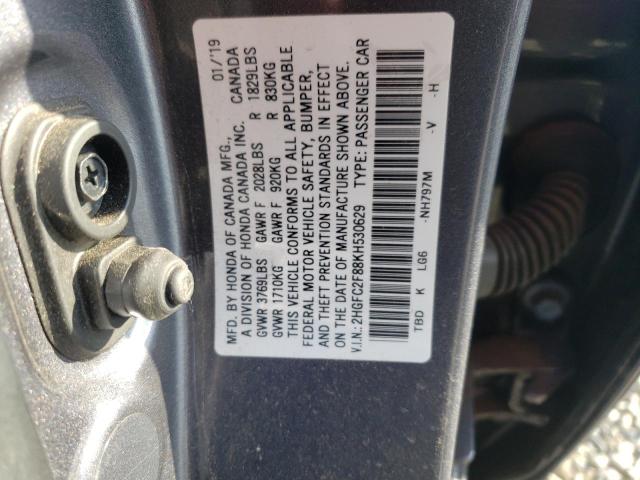 MFD. BY HONDA OF CANADA MFG., 01/'19
A DIVISION OF HONDA CANADA INC. CANADA
GVWR 3769LBS GAWR F 2028LBS R 1829LBS
GVWR 1710KG GAWR F 920KG R 830KG
THIS VEHICLE CONFORMS TO ALL APPLICABLE
FEDERAL MOTOR VEHICLE SAFETY, BUMPER,
AND THEFT PREVENTION STANDARDS IN EFFECT
ON THE DATE OF MANUFACTURE SHOWN ABOVE.
V.I.N.: 2HGFC2F88KH530629 TYPE: PASSENGER CAR
TBD K LG6 -NH797M -V -H